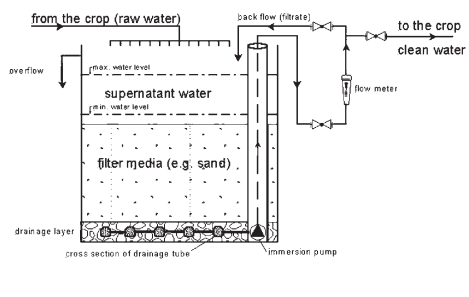 from the crop (raw water)
back flow (filtrate)
to the crop
clean water
overflow
max. water level
supernatant water
flow meter
min. water level
filter media (e.g. sand)
drainage layer
cross section of drainage tube
immersion pump